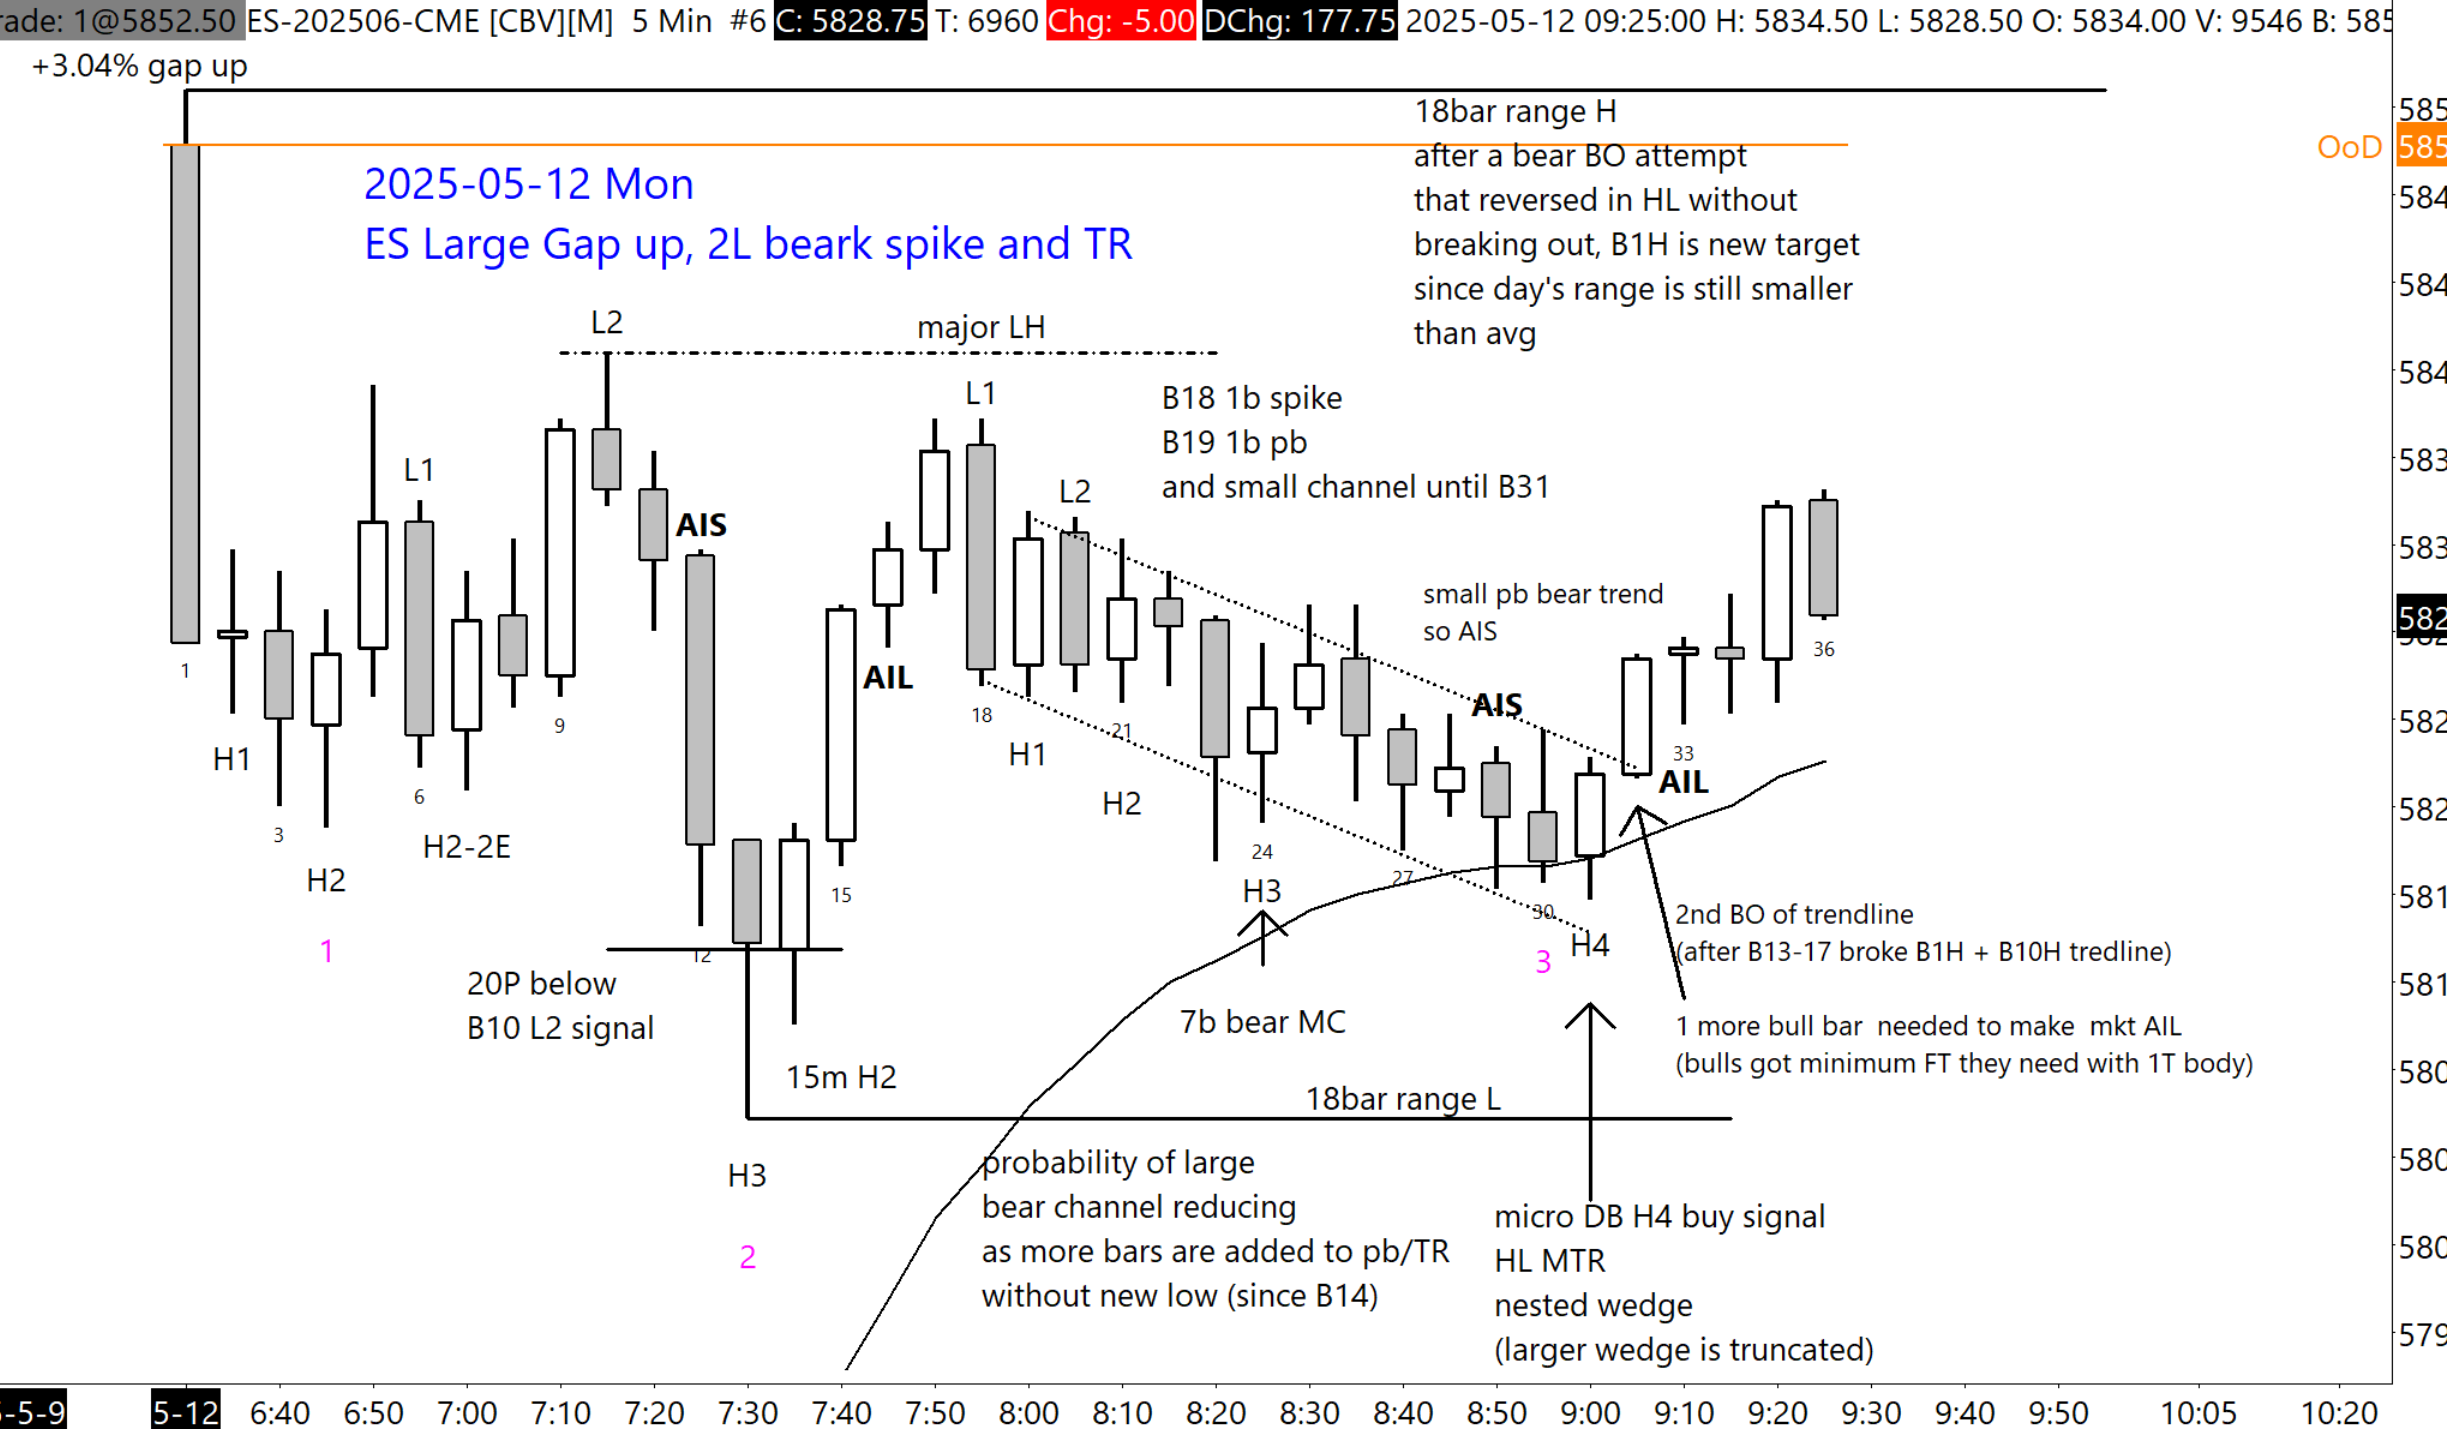 rade: 1@5852.50 ES-202506-CME [CBV][M] 5 Min #6 C: 5828.75 T: 6960 Chg: -5.00 DChg: 177.75 2025-05-12 09:25:00 H: 5834.50 L: 5828.50 O: 5834.00 V: 9546 B: 585
+3.04% gap up
18bar range H
after a bear BO attempt
that reversed in HL without
breaking out, B1H is new target
since day's range is still smaller
than avg
OoD
2025-05-12 Mon
ES Large Gap up, 2L beark spike and TR
L2
major LH
L1
B18 1b spike
B19 1b pb
and small channel until B31
L1
L2
AIS
small pb bear trend
so AIS
1
AIL
AIS
36
H1
6
3
9
18
H1
21
33
AIL
H2
H2-2E
H2
24
15
27
H3
30
1
12
3
H4
2nd BO of trendline
(after B13-17 broke B1H + B10H tredline)
20P below
B10 L2 signal
7b bear MC
1 more bull bar needed to make mkt AIL
(bulls got minimum FT they need with 1T body)
15m H2
18bar range L
H3
2
probability of large
bear channel reducing
as more bars are added to pb/TR
without new low (since B14)
micro DB H4 buy signal
HL MTR
nested wedge
(larger wedge is truncated)
585
585
584
584
584
583
583
582
582
582
581
581
580
580
580
579
-5-9 5-12 6:40 6:50 7:00 7:10 7:20 7:30 7:40 7:50 8:00 8:10 8:20 8:30 8:40 8:50 9:00 9:10 9:20 9:30 9:40 9:50 10:05 10:20